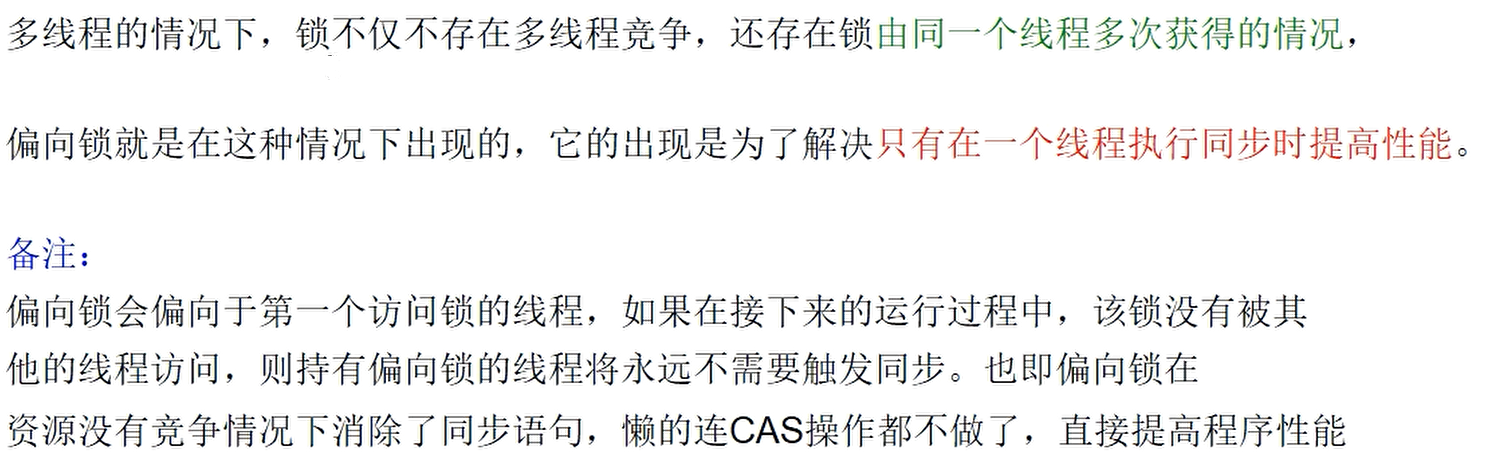 多线程的情况下，锁不仅不存在多线程竞争，还存在锁由同一个线程多次获得的情况，
偏向锁就是在这种情况下出现的，它的出现是为了解决只有在一个线程执行同步时提高性能。
备注：
偏向锁会偏向于第一个访问锁的线程，如果在接下来的运行过程中，该锁没有被其
他的线程访问，则持有偏向锁的线程将永远不需要触发同步。也即偏向锁在
资源没有竞争情况下消除了同步语句，懒的连CAS操作都不做了，直接提高程序性能